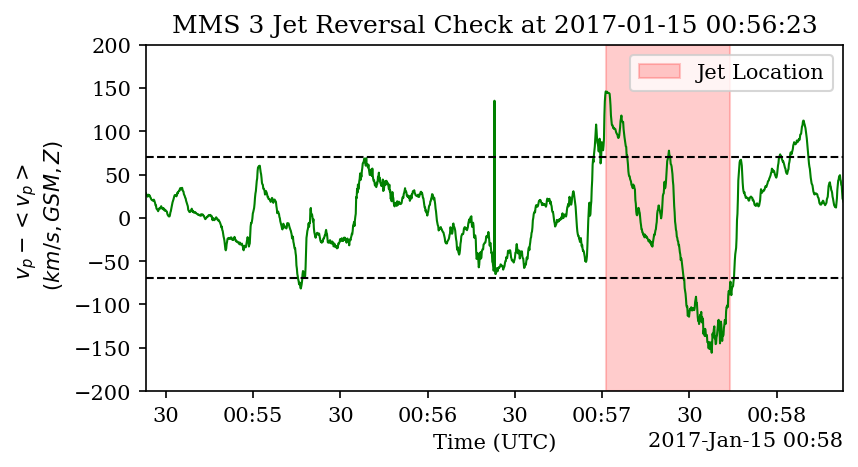 MMS 3 Jet Reversal Check at 2017-01-15 00:56:23
Jet Location
200
150
100
50
0
−50
−100
−150
−200
v_p − < v_p >
(km/s, GSM, Z)
30 00:55 30 00:56 30 00:57 30 00:58
Time (UTC)
2017-Jan-15 00:58